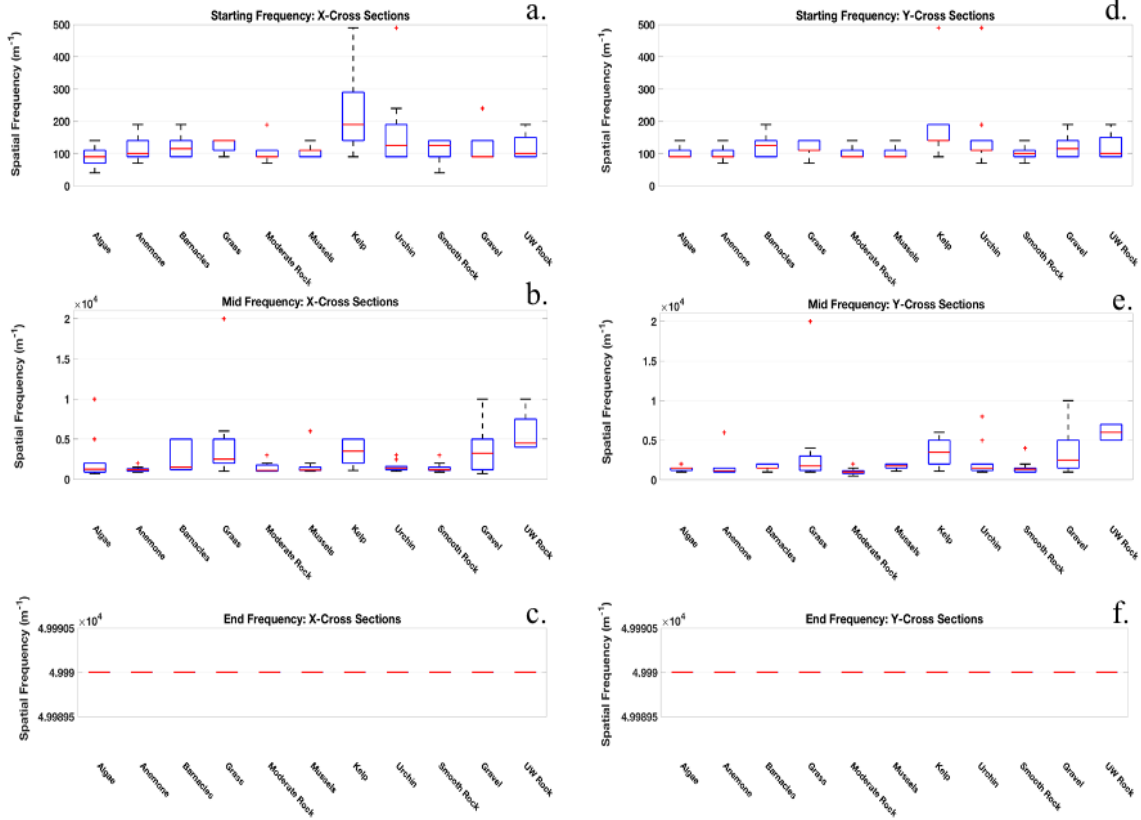 a.
Starting Frequency: X-Cross Sections
Spatial Frequency (m⁻¹)
500
400
300
200
100
0
Algae
Anemone
Barnacles
Grass
Moderate Rock
Mussels
Kelp
Urchin
Smooth Rock
Gravel
UW Rock
b.
Mid Frequency: X-Cross Sections
×10⁴
Spatial Frequency (m⁻¹)
2
1.5
1
0.5
0
Algae
Anemone
Barnacles
Grass
Moderate Rock
Mussels
Kelp
Urchin
Smooth Rock
Gravel
UW Rock
c.
End Frequency: X-Cross Sections
×10⁴
Spatial Frequency (m⁻¹)
4.99905
4.999
4.99895
Algae
Anemone
Barnacles
Grass
Moderate Rock
Mussels
Kelp
Urchin
Smooth Rock
Gravel
UW Rock
d.
Starting Frequency: Y-Cross Sections
Spatial Frequency (m⁻¹)
500
400
300
200
100
0
Algae
Anemone
Barnacles
Grass
Moderate Rock
Mussels
Kelp
Urchin
Smooth Rock
Gravel
UW Rock
e.
Mid Frequency: Y-Cross Sections
×10⁴
Spatial Frequency (m⁻¹)
2
1.5
1
0.5
0
Algae
Anemone
Barnacles
Grass
Moderate Rock
Mussels
Kelp
Urchin
Smooth Rock
Gravel
UW Rock
f.
End Frequency: Y-Cross Sections
×10⁴
Spatial Frequency (m⁻¹)
4.99905
4.999
4.99895
Algae
Anemone
Barnacles
Grass
Moderate Rock
Mussels
Kelp
Urchin
Smooth Rock
Gravel
UW Rock